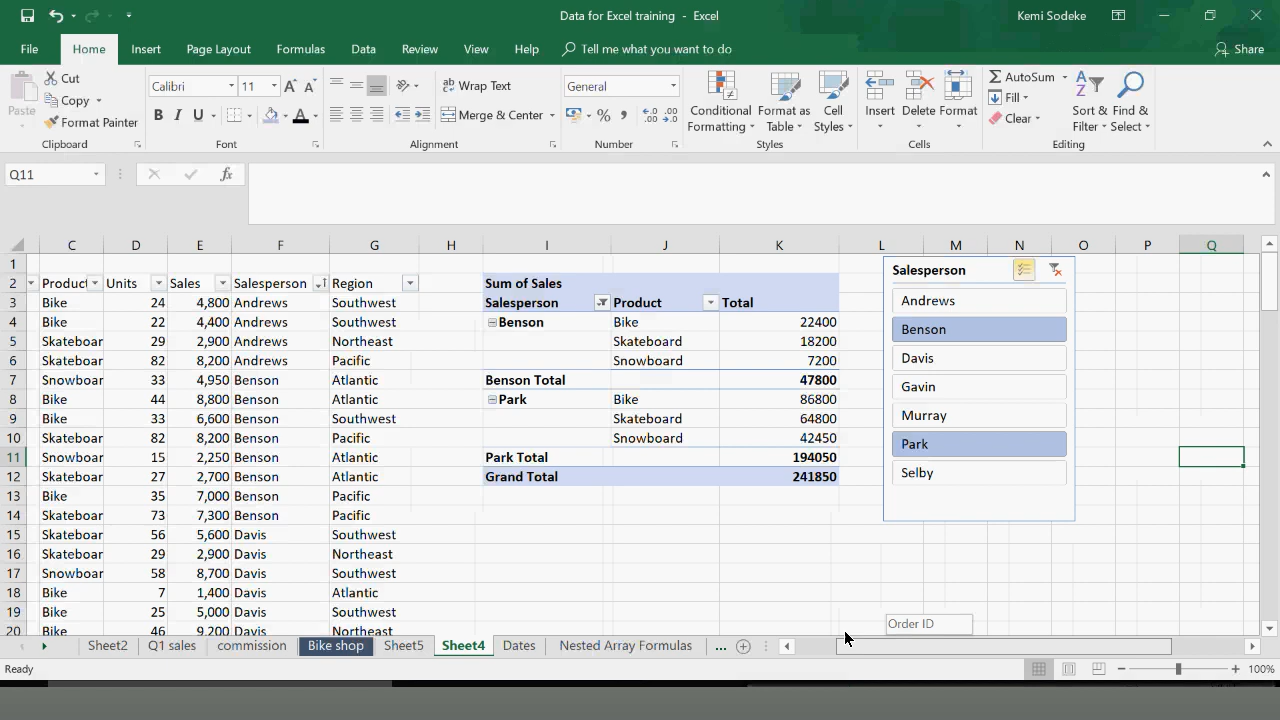 Data for Excel training - Excel
Kemi Sodeke
File Home Insert Page Layout Formulas Data Review View Help Tell me what you want to do Share
Paste Cut Copy Format Painter Clipboard
Calibri 11 A A B I U A Font
Wrap Text Merge & Center Alignment
General % , Number
Conditional Formatting Format as Table Cell Styles Styles
Insert Delete Format Cells
AutoSum Fill Clear Sort & Filter Find & Select Editing
Q11 fx
C D E F G H I J K L M N O P Q
1
2 Product Units Sales Salesperson Region Sum of Sales
3 Bike 24 4,800 Andrews Southwest Salesperson Product Total
4 Bike 22 4,400 Andrews Southwest Benson Bike 22400
5 Skateboar 29 2,900 Andrews Northeast Skateboard 18200
6 Skateboar 82 8,200 Andrews Pacific Snowboard 7200
7 Snowboar 33 4,950 Benson Atlantic Benson Total 47800
8 Bike 44 8,800 Benson Atlantic Park Bike 86800
9 Bike 33 6,600 Benson Southwest Skateboard 64800
10 Skateboar 82 8,200 Benson Pacific Snowboard 42450
11 Snowboar 15 2,250 Benson Atlantic Park Total 194050
12 Skateboar 27 2,700 Benson Atlantic Grand Total 241850
13 Bike 35 7,000 Benson Pacific
14 Skateboar 73 7,300 Benson Pacific
15 Skateboar 56 5,600 Davis Southwest
16 Skateboar 29 2,900 Davis Northeast
17 Snowboar 58 8,700 Davis Southwest
18 Bike 7 1,400 Davis Atlantic
19 Bike 25 5,000 Davis Southwest
20 Bike 46 9,200 Davis Northeast
Salesperson
Andrews
Benson
Davis
Gavin
Murray
Park
Selby
Order ID
Sheet2 Q1 sales commission Bike shop Sheet5 Sheet4 Dates Nested Array Formulas ...
Ready
100%